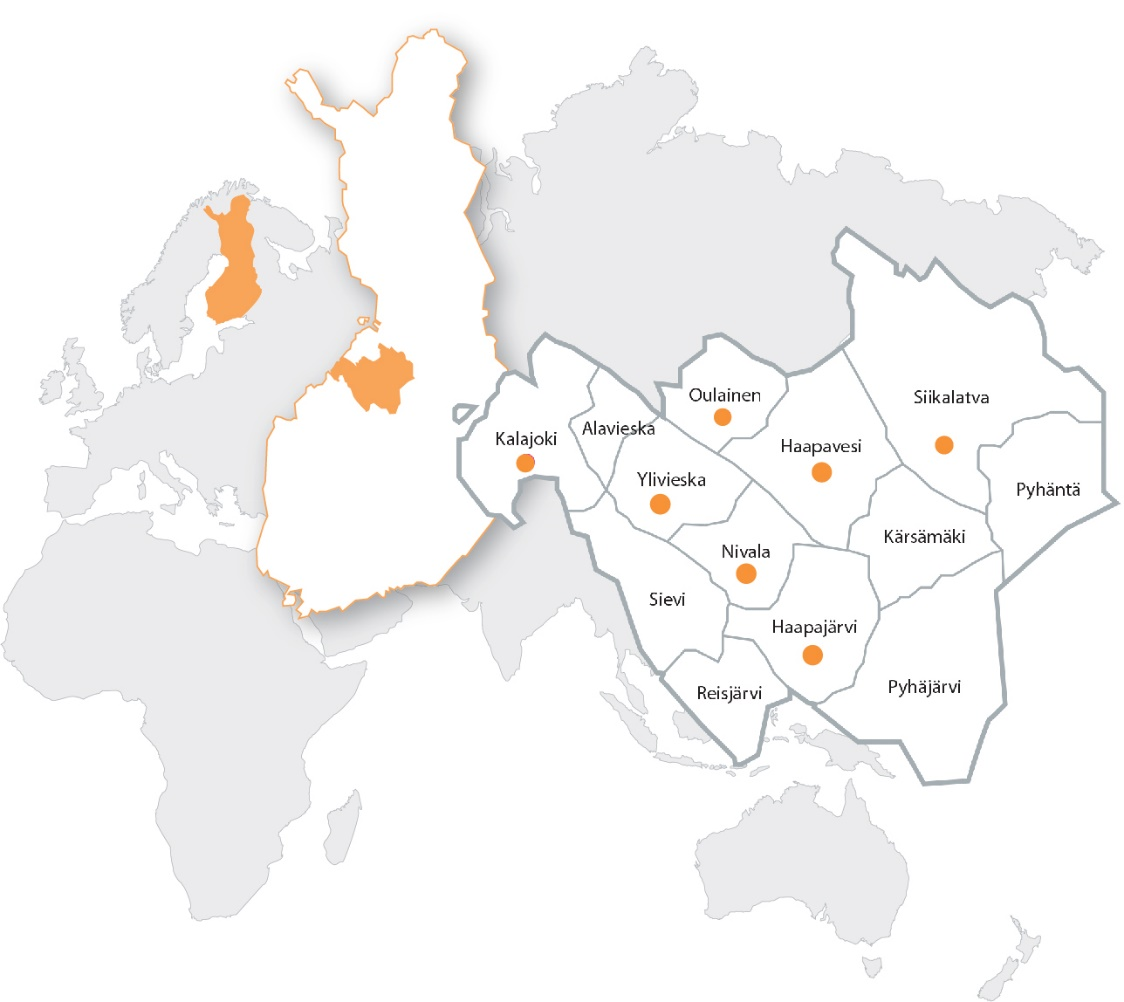 Oulainen
Siikalatva
Alavieska
Kalajoki
Haapavesi
Ylivieska
Pyhäntä
Kärsämäki
Nivala
Sievi
Haapajärvi
Pyhäjärvi
Reisjärvi